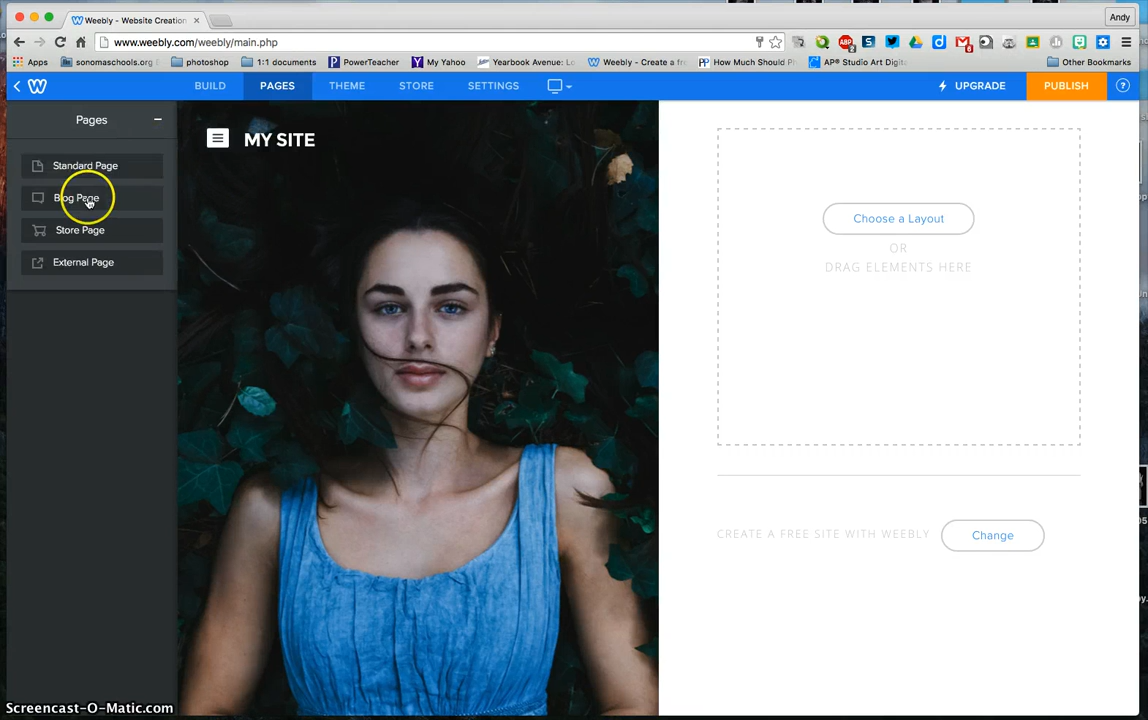 Weebly - Website Creation
Andy
www.weebly.com/weebly/main.php
2
6
Apps
sonomaschools.org
photoshop
1:1 documents
PowerTeacher
My Yahoo
Yearbook Avenue: Lo
Weebly - Create a fre
How Much Should P
AP® Studio Art Digit
Other Bookmarks
BUILD
PAGES
THEME
STORE
SETTINGS
UPGRADE
PUBLISH
?
Pages
MY SITE
Standard Page
Blog Page
Store Page
External Page
Choose a Layout
OR
DRAG ELEMENTS HERE
CREATE A FREE SITE WITH WEEBLY
Change
Screencast-O-Matic.com